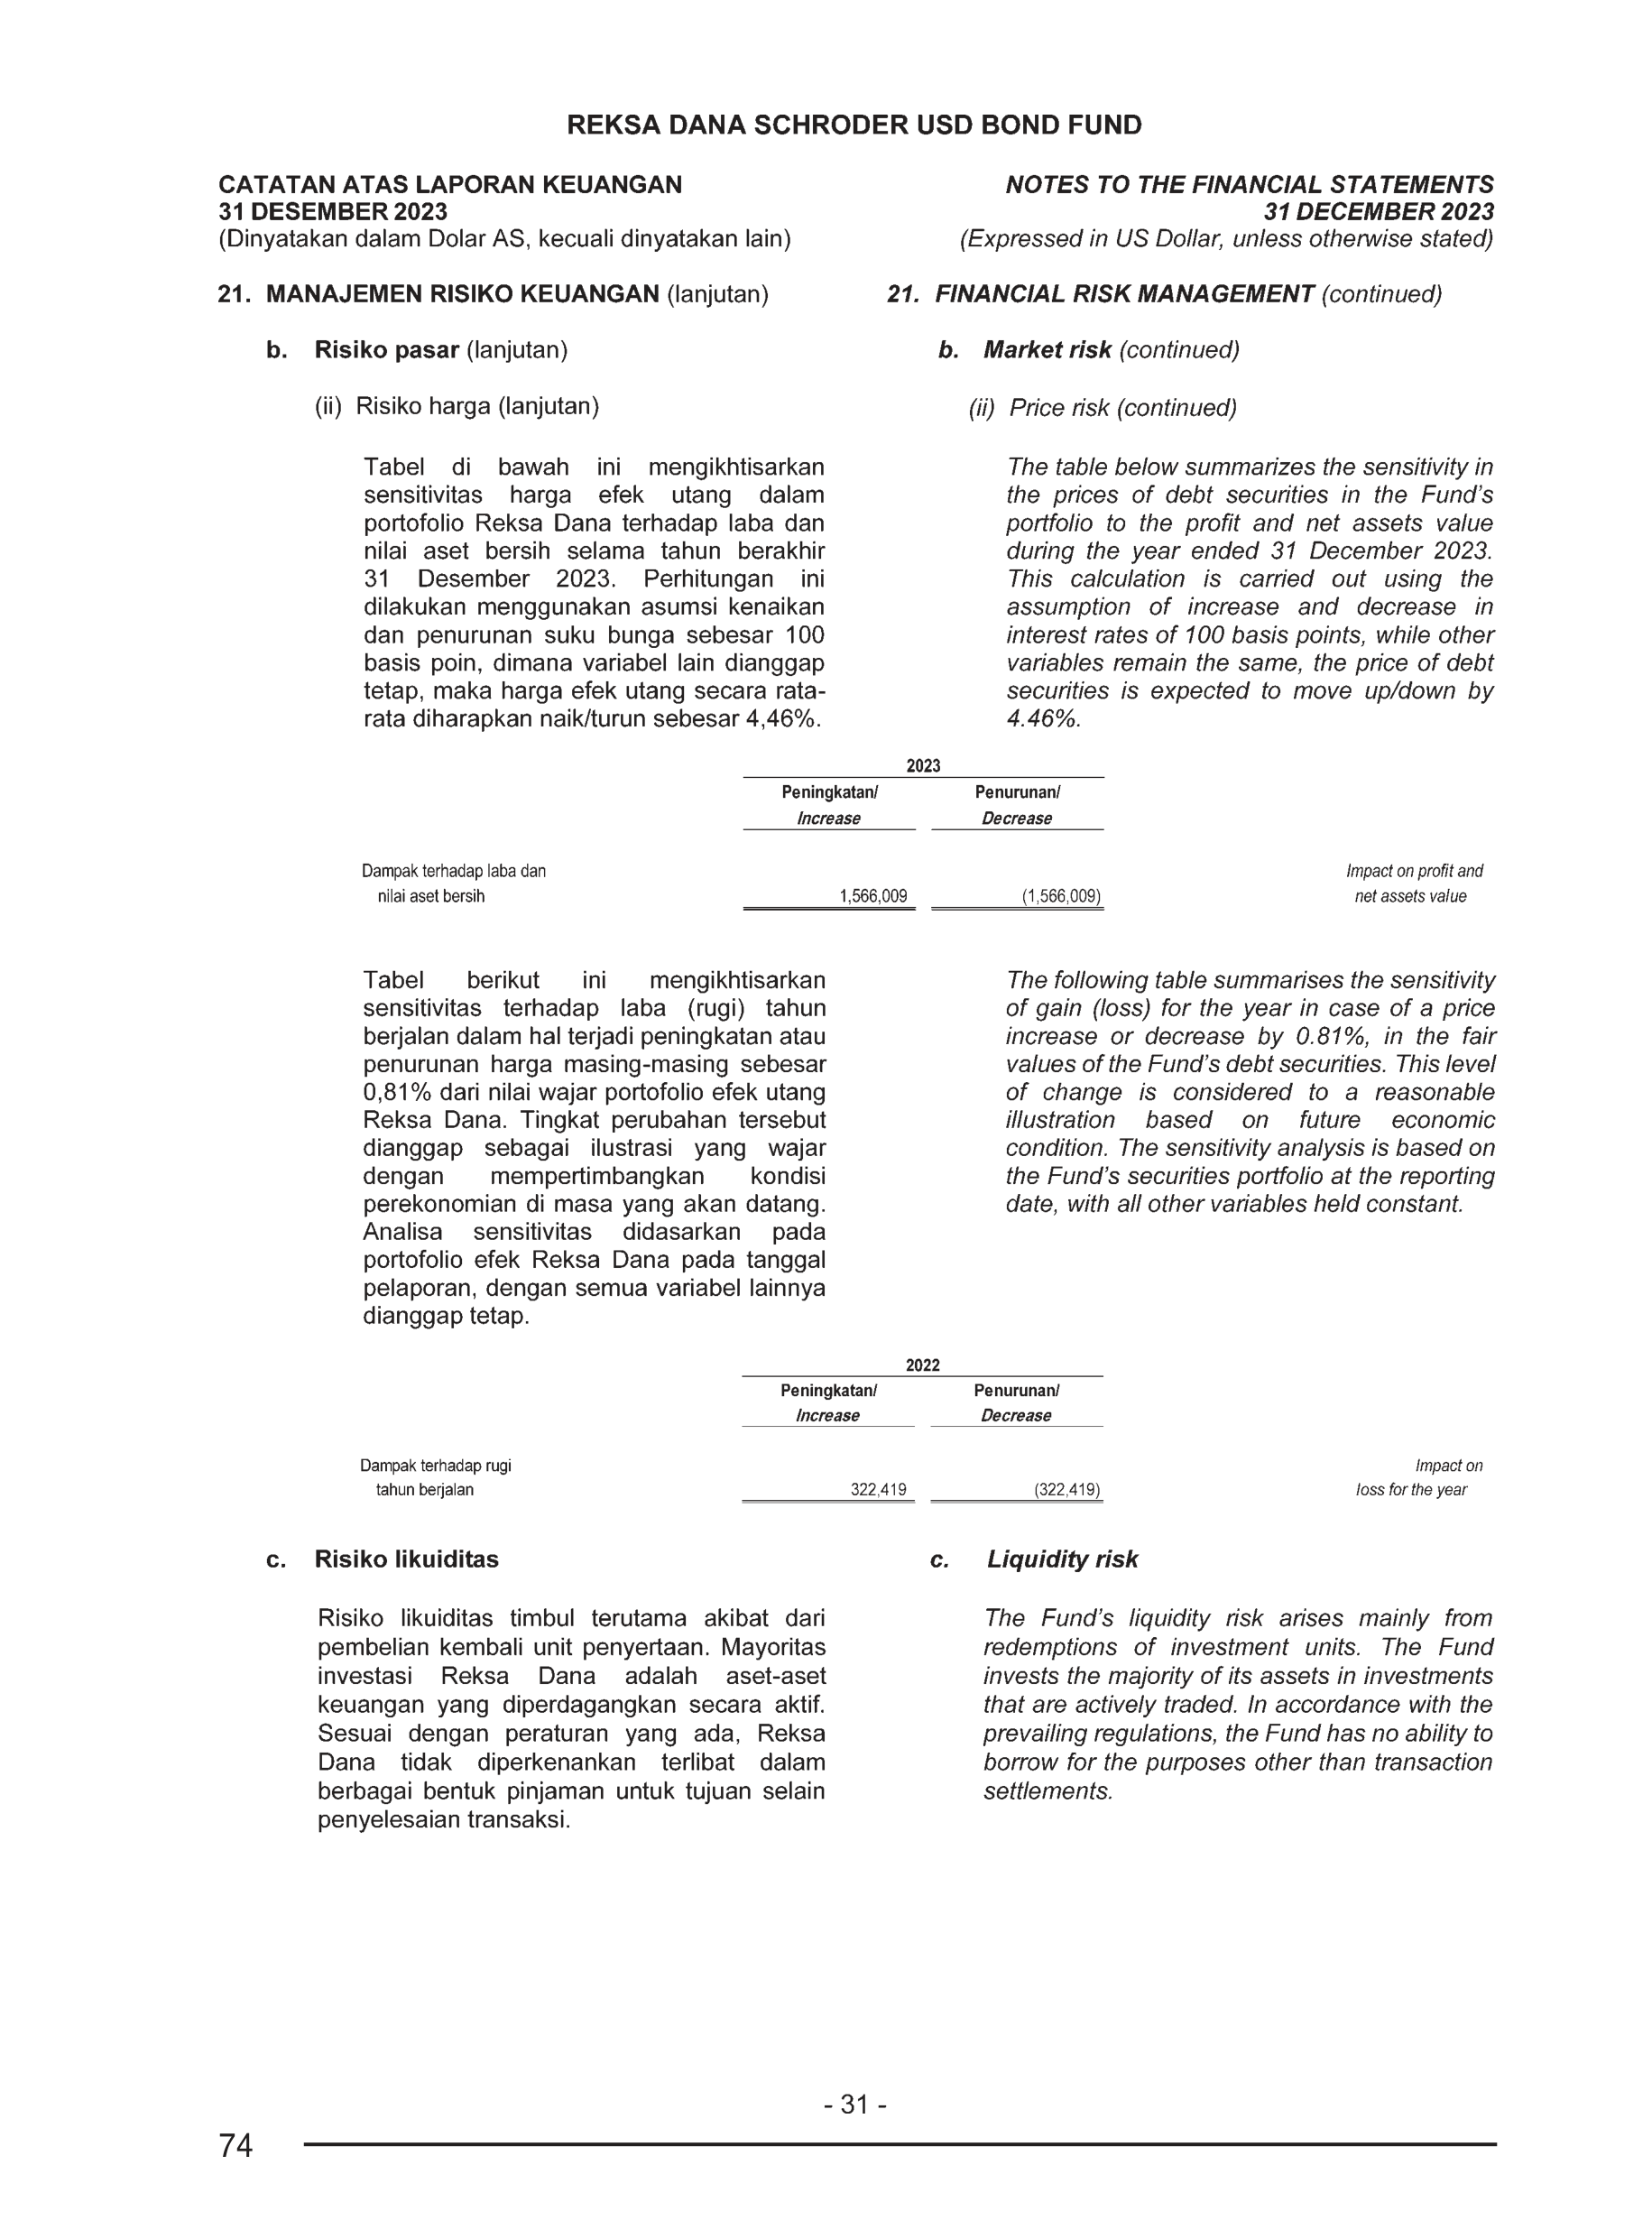 REKSA DANA SCHRODER USD BOND FUND
CATATAN ATAS LAPORAN KEUANGAN
31 DESEMBER 2023
(Dinyatakan dalam Dolar AS, kecuali dinyatakan lain)
NOTES TO THE FINANCIAL STATEMENTS
31 DECEMBER 2023
(Expressed in US Dollar, unless otherwise stated)
21. MANAJEMEN RISIKO KEUANGAN (lanjutan)
21. FINANCIAL RISK MANAGEMENT (continued)
b. Risiko pasar (lanjutan)
b. Market risk (continued)
(ii) Risiko harga (lanjutan)
(ii) Price risk (continued)
Tabel di bawah ini mengikhtisarkan
sensitivitas harga efek utang dalam
portofolio Reksa Dana terhadap laba dan
nilai aset bersih selama tahun berakhir
31 Desember 2023. Perhitungan ini
dilakukan menggunakan asumsi kenaikan
dan penurunan suku bunga sebesar 100
basis poin, dimana variabel lain dianggap
tetap, maka harga efek utang secara rata-
rata diharapkan naik/turun sebesar 4,46%.
The table below summarizes the sensitivity in
the prices of debt securities in the Fund's
portfolio to the profit and net assets value
during the year ended 31 December 2023.
This calculation is carried out using the
assumption of increase and decrease in
interest rates of 100 basis points, while other
variables remain the same, the price of debt
securities is expected to move up/down by
4.46%.
2023
Peningkatan/ Penurunan/
Increase Decrease
Dampak terhadap laba dan Impact on profit and
nilai aset bersih 1,566,009 (1,566,009) net assets value
Tabel berikut ini mengikhtisarkan
sensitivitas terhadap laba (rugi) tahun
berjalan dalam hal terjadi peningkatan atau
penurunan harga masing-masing sebesar
0,81% dari nilai wajar portofolio efek utang
Reksa Dana. Tingkat perubahan tersebut
dianggap sebagai ilustrasi yang wajar
dengan mempertimbangkan kondisi
perekonomian di masa yang akan datang.
Analisa sensitivitas didasarkan pada
portofolio efek Reksa Dana pada tanggal
pelaporan, dengan semua variabel lainnya
dianggap tetap.
The following table summarises the sensitivity
of gain (loss) for the year in case of a price
increase or decrease by 0.81%, in the fair
values of the Fund's debt securities. This level
of change is considered to a reasonable
illustration based on future economic
condition. The sensitivity analysis is based on
the Fund's securities portfolio at the reporting
date, with all other variables held constant.
2022
Peningkatan/ Penurunan/
Increase Decrease
Dampak terhadap rugi Impact on
tahun berjalan 322,419 (322,419) loss for the year
c. Risiko likuiditas
c. Liquidity risk
Risiko likuiditas timbul terutama akibat dari
pembelian kembali unit penyertaan. Mayoritas
investasi Reksa Dana adalah aset-aset
keuangan yang diperdagangkan secara aktif.
Sesuai dengan peraturan yang ada, Reksa
Dana tidak diperkenankan terlibat dalam
berbagai bentuk pinjaman untuk tujuan selain
penyelesaian transaksi.
The Fund's liquidity risk arises mainly from
redemptions of investment units. The Fund
invests the majority of its assets in investments
that are actively traded. In accordance with the
prevailing regulations, the Fund has no ability to
borrow for the purposes other than transaction
settlements.
- 31 -
74